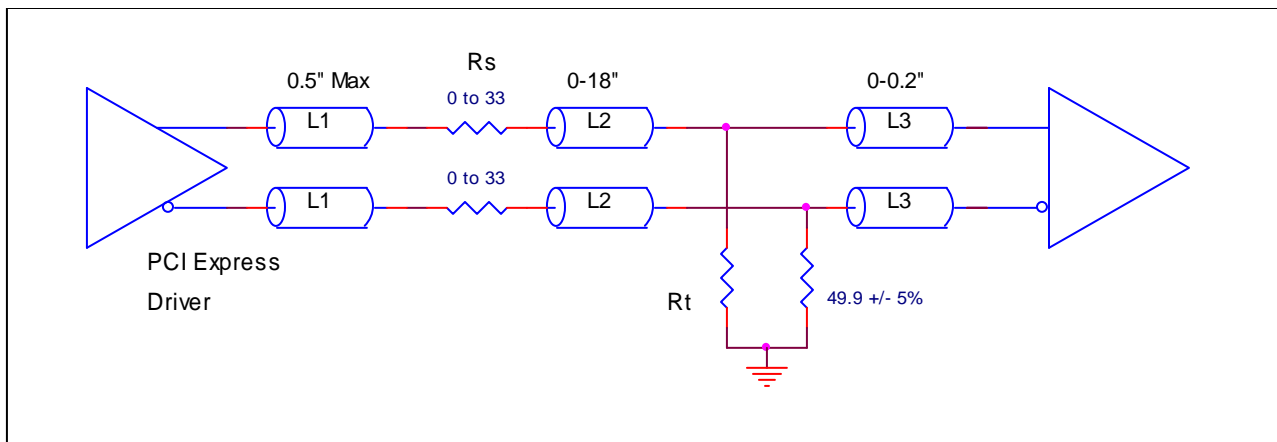 Rs
0.5" Max
0-18"
0-0.2"
0 to 33
L1
L2
L3
0 to 33
L1
L2
L3
PCI Express
Driver
Rt
49.9 +/- 5%